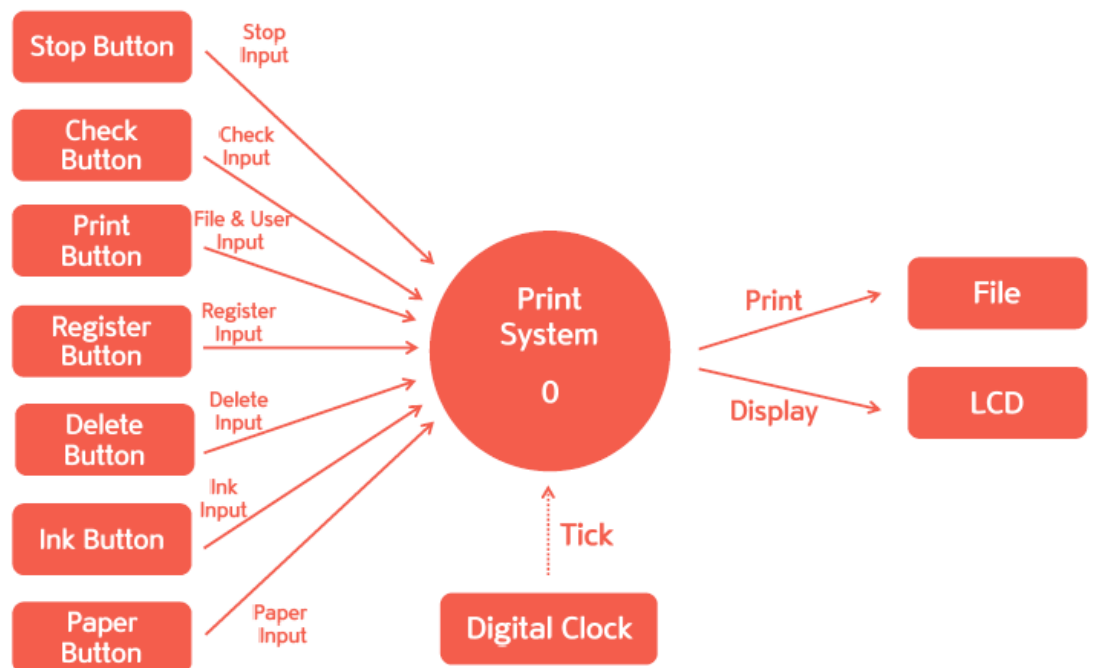 Stop Button
Stop
Input
Check
Button
Check
Input
Print
Button
File & User
Input
Register
Button
Register
Input
Delete
Button
Delete
Input
Ink Button
Ink
Input
Paper
Button
Paper
Input
Print
System
0
Tick
Digital Clock
Print
File
Display
LCD